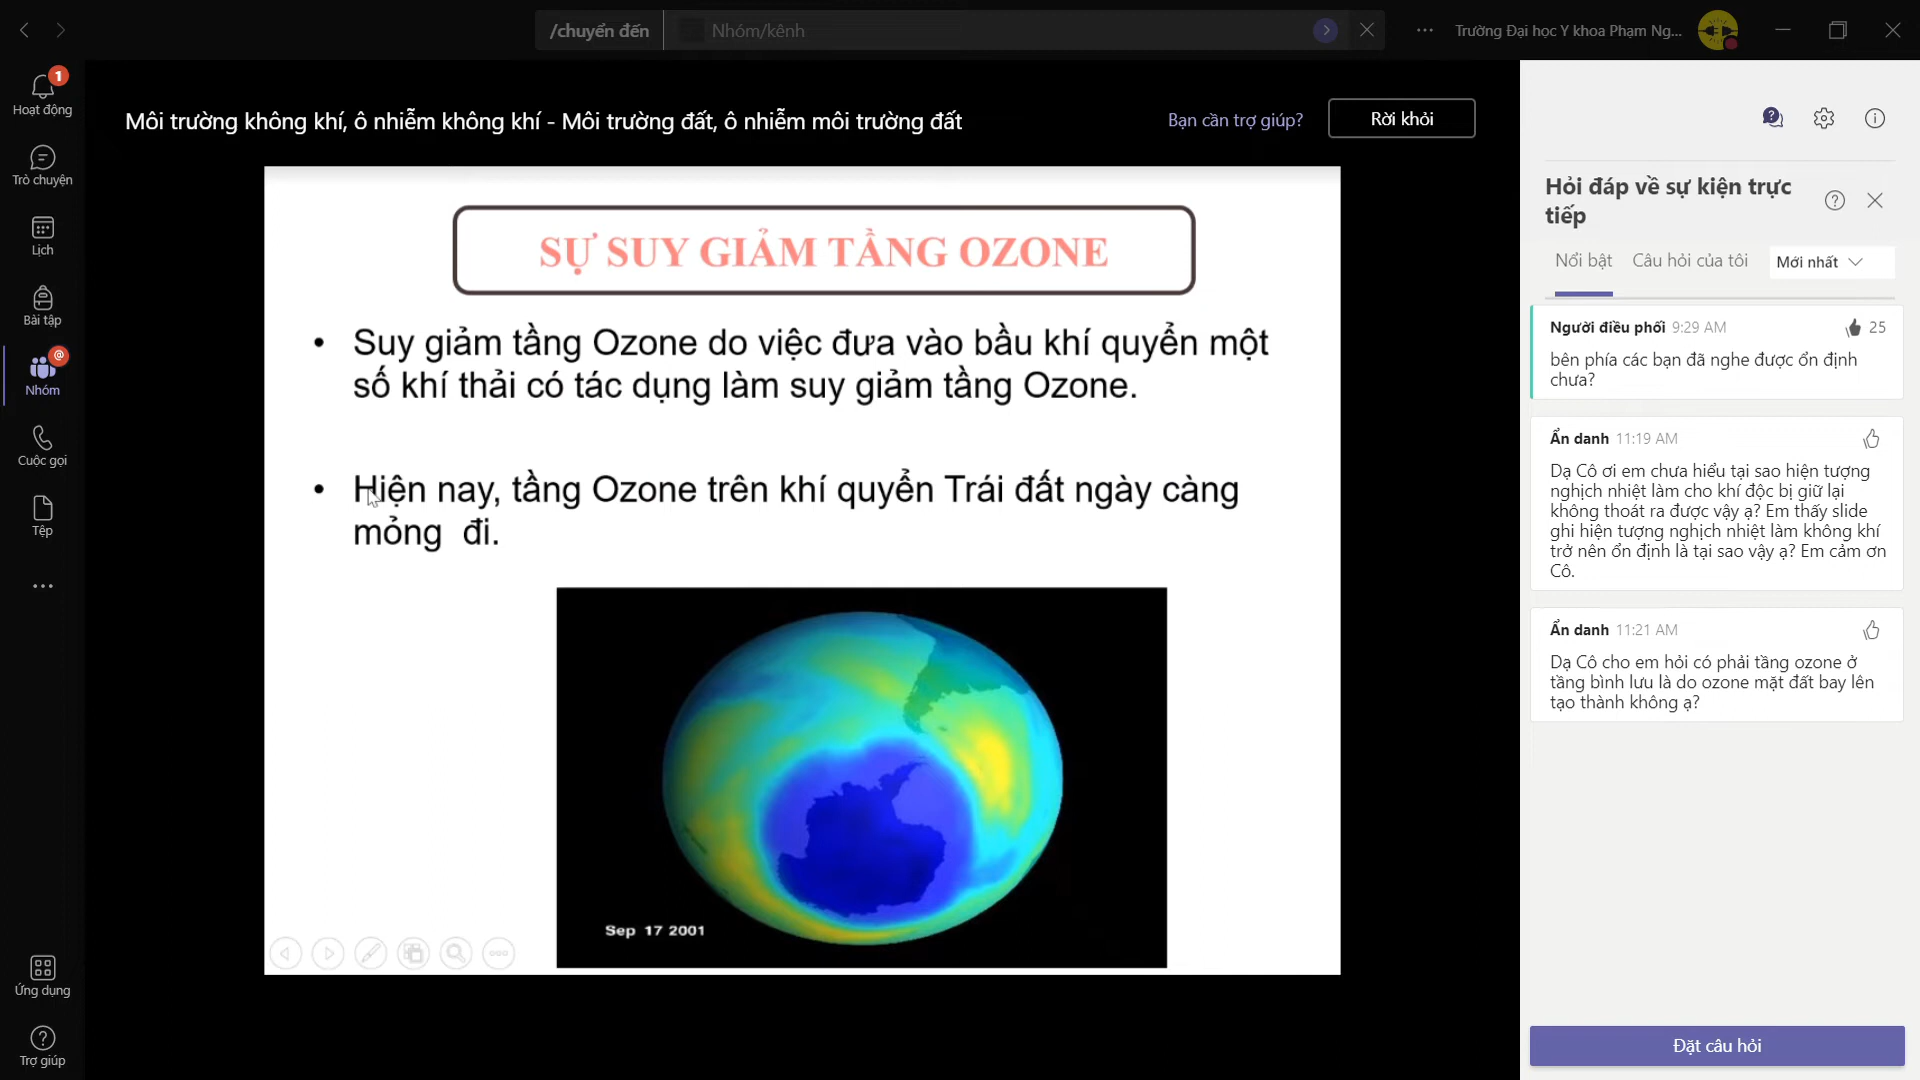 /chuyển đến
Nhóm/kênh
Trường Đại học Y khoa Phạm Ng...
1
Hoạt động
Trò chuyện
Lịch
Bài tập
@
Nhóm
Cuộc gọi
Tệp
Ứng dụng
Trợ giúp
Môi trường không khí, ô nhiễm không khí - Môi trường đất, ô nhiễm môi trường đất
Bạn cần trợ giúp?
Rời khỏi
SỰ SUY GIẢM TẦNG OZONE
• Suy giảm tầng Ozone do việc đưa vào bầu khí quyển một
số khí thải có tác dụng làm suy giảm tầng Ozone.
• Hiện nay, tầng Ozone trên khí quyển Trái đất ngày càng
mỏng đi.
Sep 17 2001
Hỏi đáp về sự kiện trực
tiếp
Nổi bật
Câu hỏi của tôi
Mới nhất
Người điều phối 9:29 AM
25
bên phía các bạn đã nghe được ổn định
chưa?
Ẩn danh 11:19 AM
Dạ Cô ơi em chưa hiểu tại sao hiện tượng
nghịch nhiệt làm cho khí độc bị giữ lại
không thoát ra được vậy ạ? Em thấy slide
ghi hiện tượng nghịch nhiệt làm không khí
trở nên ổn định là tại sao vậy ạ? Em cảm ơn
Cô.
Ẩn danh 11:21 AM
Dạ Cô cho em hỏi có phải tầng ozone ở
tầng bình lưu là do ozone mặt đất bay lên
tạo thành không ạ?
Đặt câu hỏi